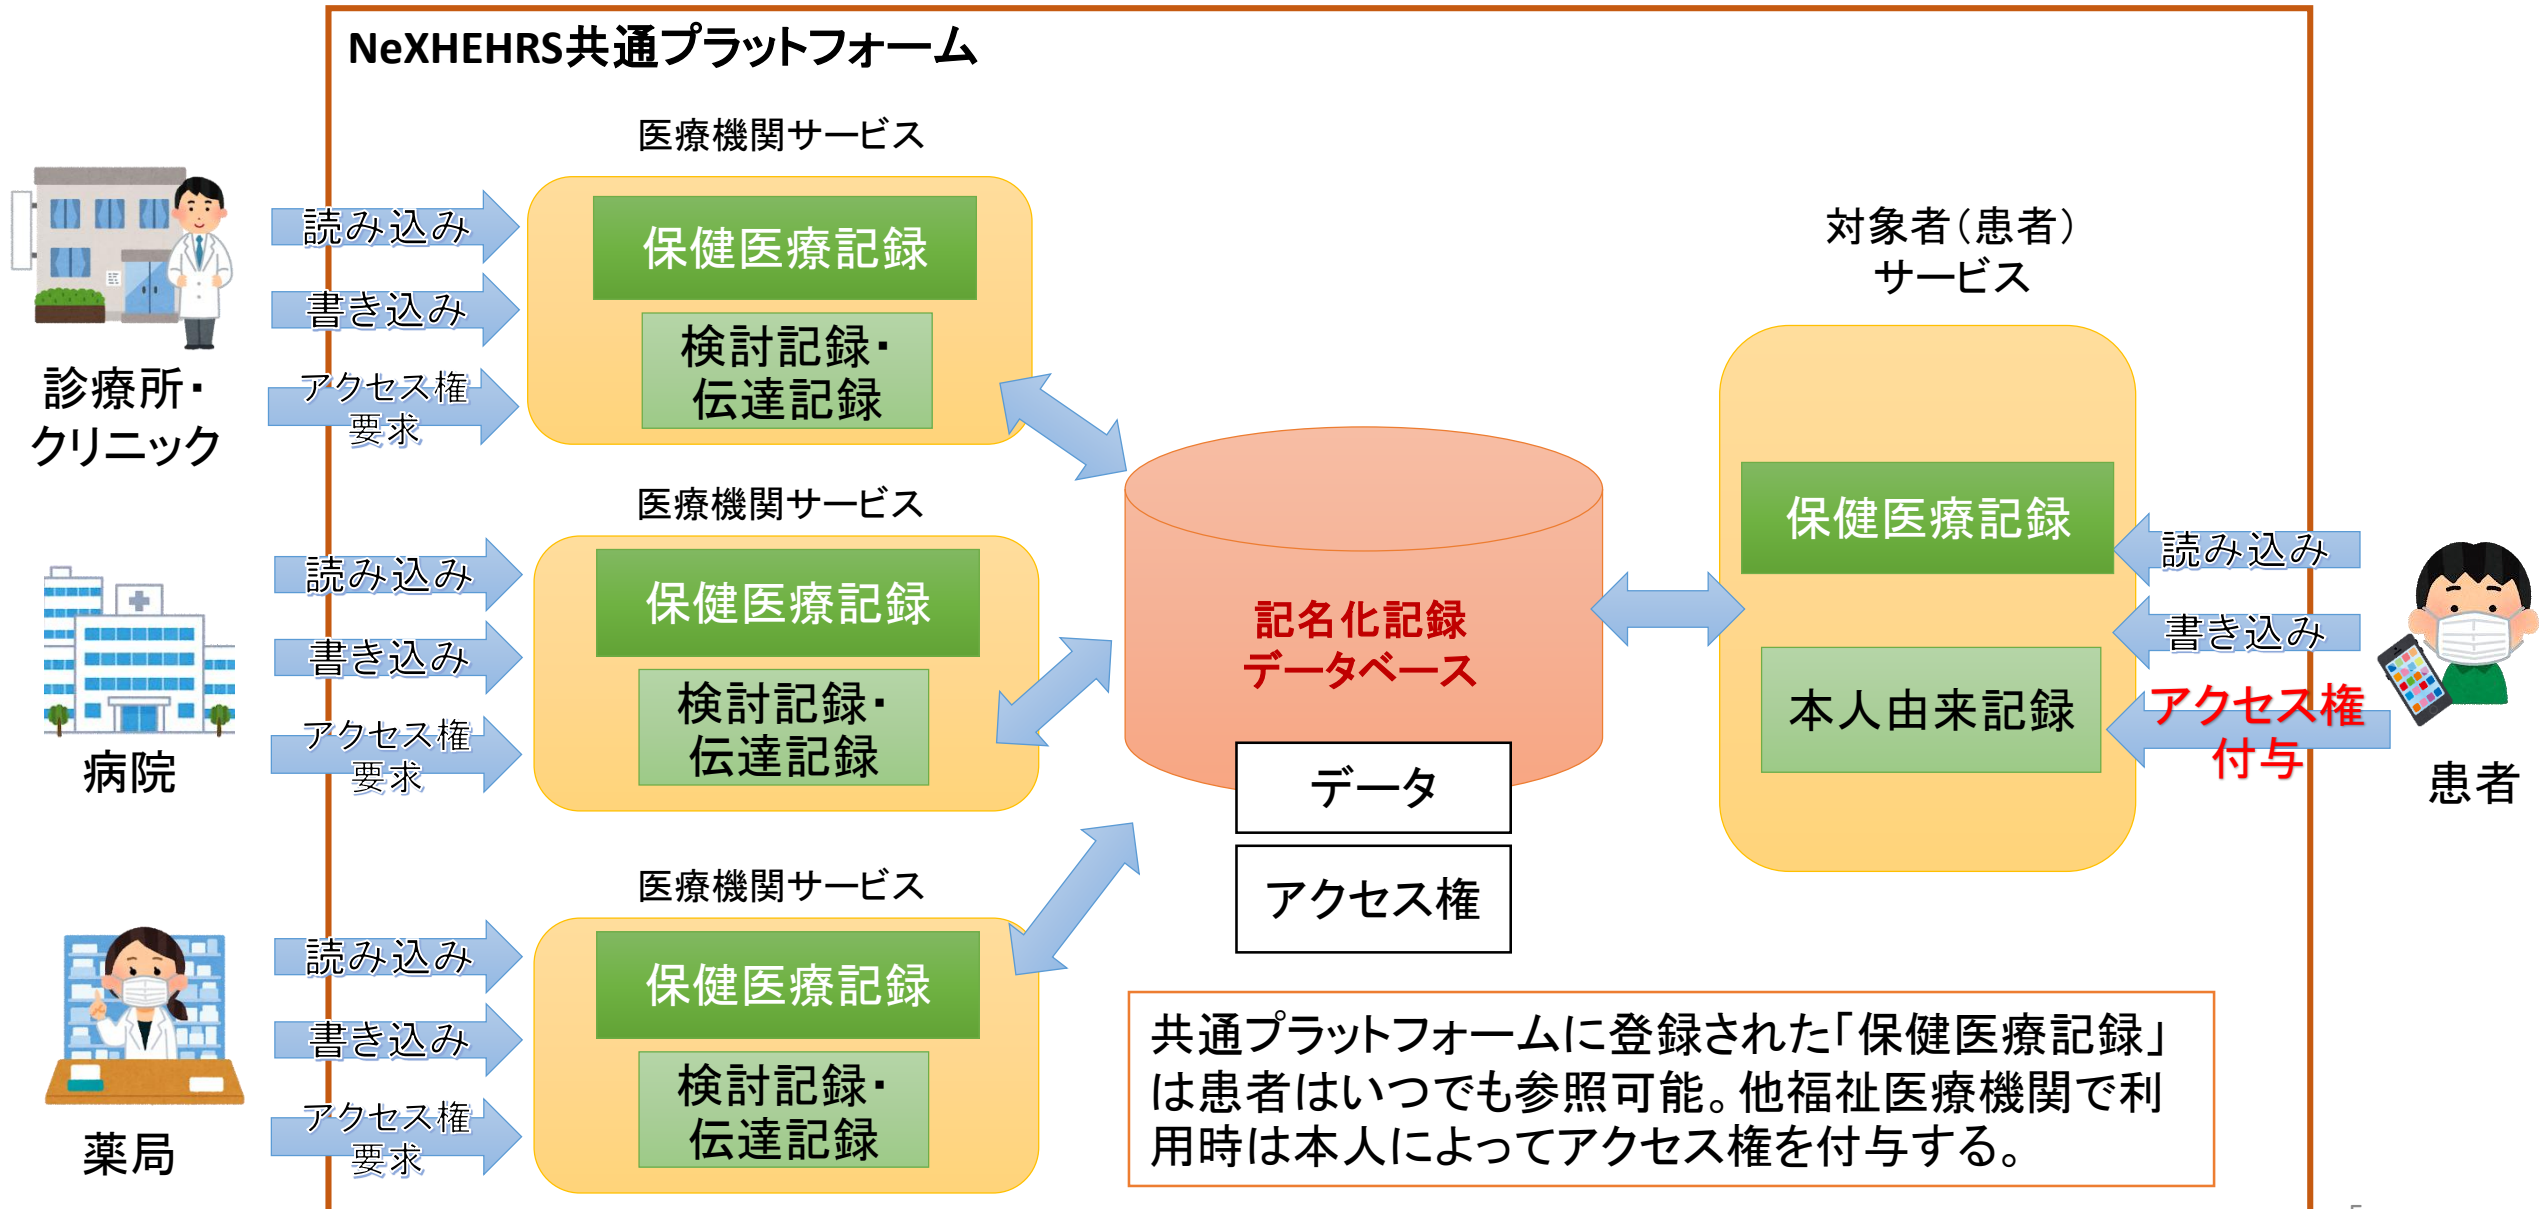 NeXHEHRS共通プラットフォーム
医療機関サービス
読み込み
書き込み
アクセス権
要求
保健医療記録
検討記録・
伝達記録
診療所・
クリニック
医療機関サービス
読み込み
書き込み
アクセス権
要求
保健医療記録
検討記録・
伝達記録
病院
医療機関サービス
読み込み
書き込み
アクセス権
要求
保健医療記録
検討記録・
伝達記録
薬局
記名化記録
データベース
データ
アクセス権
対象者（患者）
サービス
保健医療記録
本人由来記録
読み込み
書き込み
アクセス権
付与
患者
共通プラットフォームに登録された「保健医療記録」
は患者はいつでも参照可能。他福祉医療機関で利
用時は本人によってアクセス権を付与する。